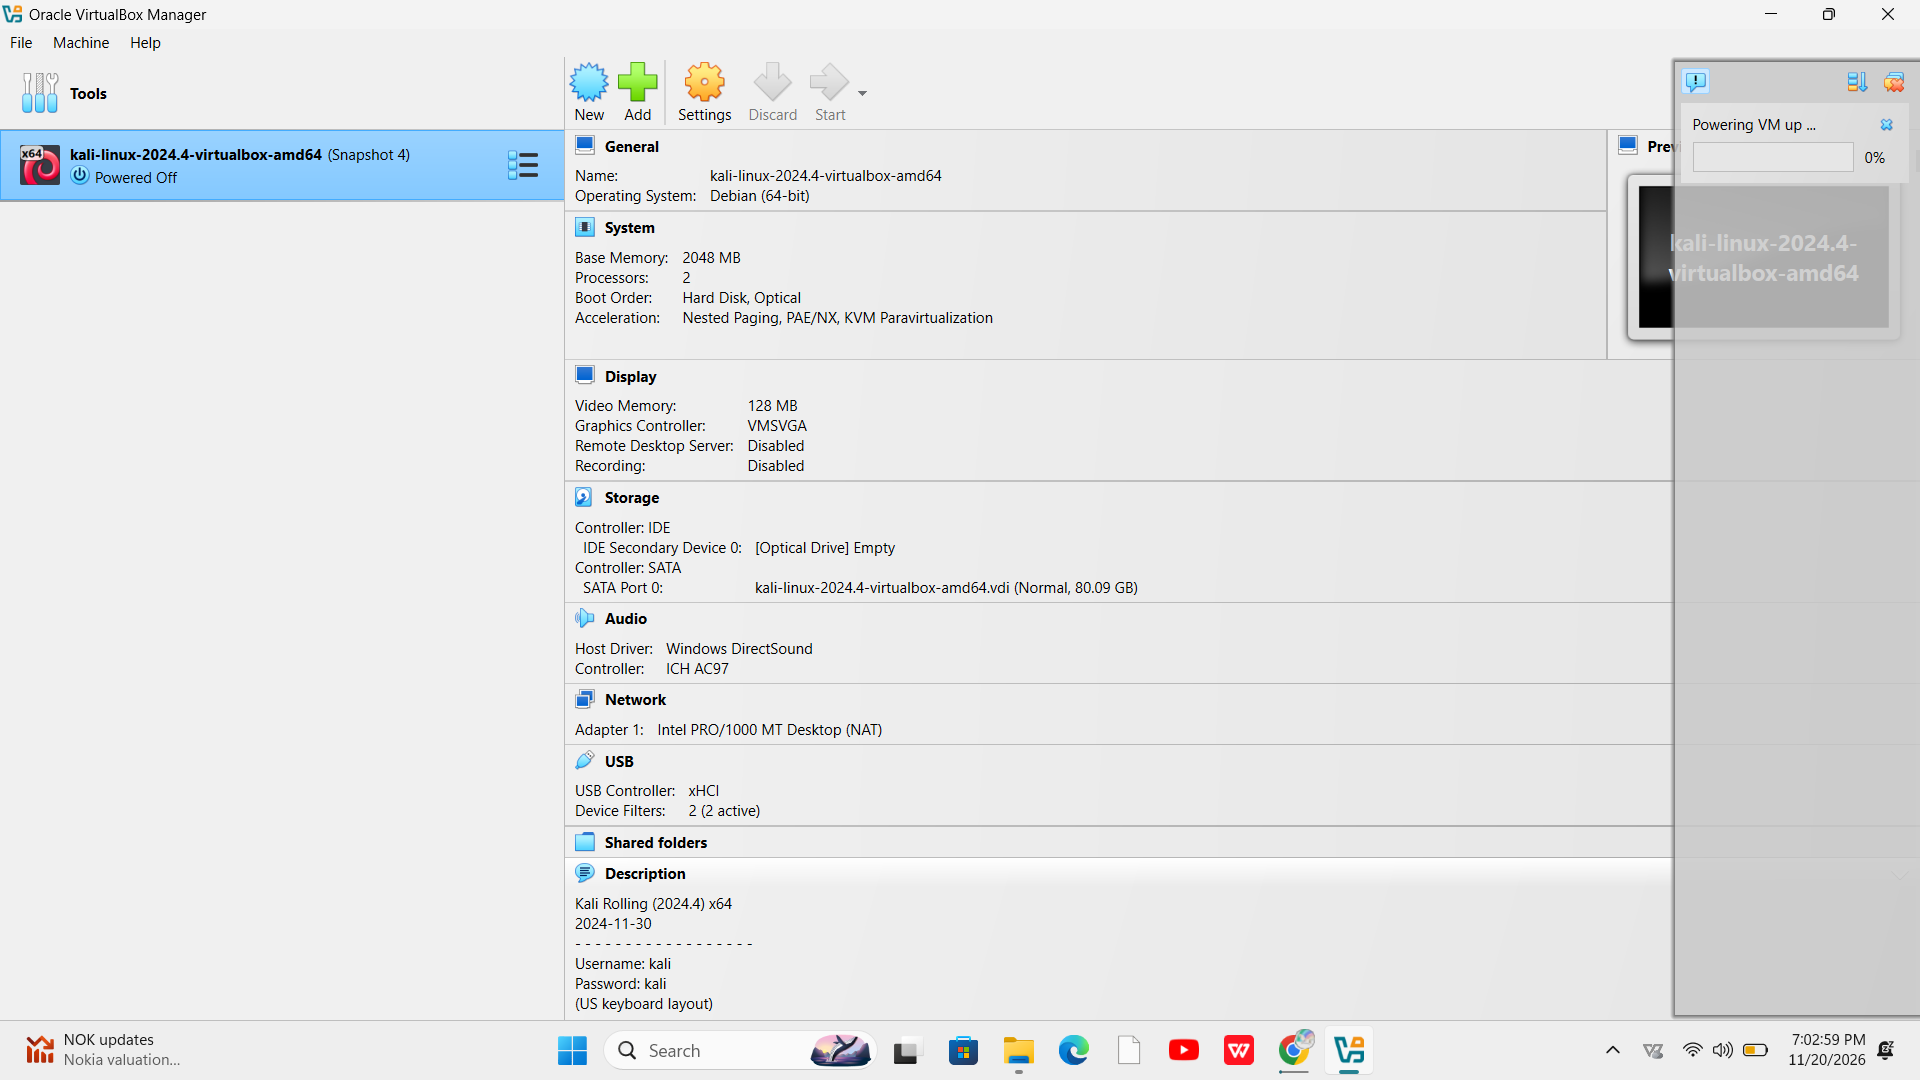 Oracle VirtualBox Manager
File Machine Help
Tools
New Add Settings Discard Start
x64
kali-linux-2024.4-virtualbox-amd64 (Snapshot 4)
Powered Off
General
Name: kali-linux-2024.4-virtualbox-amd64
Operating System: Debian (64-bit)
System
Base Memory: 2048 MB
Processors: 2
Boot Order: Hard Disk, Optical
Acceleration: Nested Paging, PAE/NX, KVM Paravirtualization
Display
Video Memory: 128 MB
Graphics Controller: VMSVGA
Remote Desktop Server: Disabled
Recording: Disabled
Storage
Controller: IDE
IDE Secondary Device 0: [Optical Drive] Empty
Controller: SATA
SATA Port 0: kali-linux-2024.4-virtualbox-amd64.vdi (Normal, 80.09 GB)
Audio
Host Driver: Windows DirectSound
Controller: ICH AC97
Network
Adapter 1: Intel PRO/1000 MT Desktop (NAT)
USB
USB Controller: xHCI
Device Filters: 2 (2 active)
Shared folders
Description
Kali Rolling (2024.4) x64
2024-11-30
- - - - - - - - - - - - - - - - - -
Username: kali
Password: kali
(US keyboard layout)
Previ
Powering VM up ...
0%
kali-linux-2024.4-
virtualbox-amd64
NOK updates
Nokia valuation...
Search
7:02:59 PM
11/20/2026